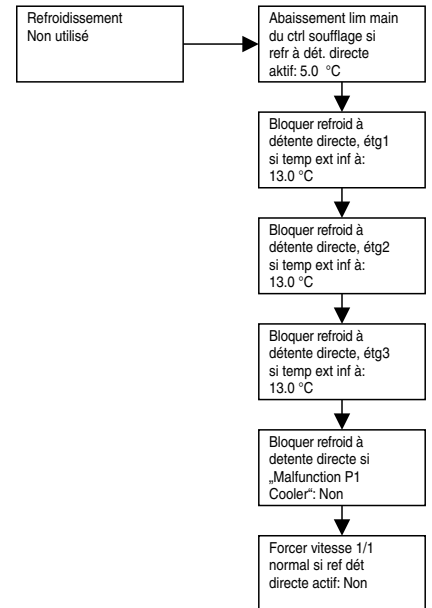 Refroidissement
Non utilisé
Abaissement lim main
du ctrl soufflage si
refr à dét. directe
aktif: 5.0  °C
Bloquer refroid à
détente directe, étg1
si temp ext inf à:
13.0 °C
Bloquer refroid à
détente directe, étg2
si temp ext inf à:
13.0 °C
Bloquer refroid à
détente directe, étg3
si temp ext inf à:
13.0 °C
Bloquer refroid à
detente directe si
„Malfunction P1
Cooler“: Non
Forcer vitesse 1/1
normal si ref dét
directe actif: Non